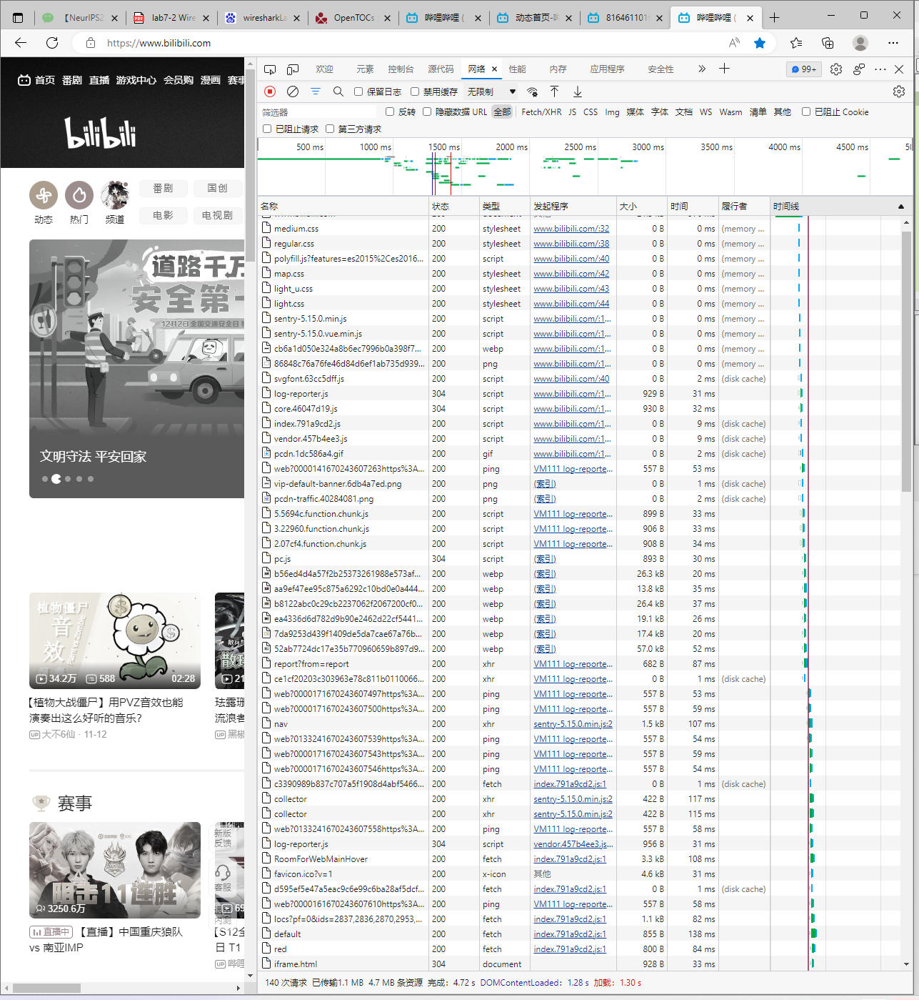 【NeurIPS2
lab7-2 Wire
wiresharkLa
OpenTOCs
哔哩哔哩 (
动态首页-
8164611019
哔哩哔哩 (
https://www.bilibili.com
首页 番剧 直播 游戏中心 会员购 漫画 赛事
bilibili
番剧 国创
动态 热门 频道
电影 电视剧
道路千万
安全第一
12月2日全国交通安全日
文明守法 平安回家
植物僵尸
音效
34.2万 588 02:28
【植物大战僵尸】用PVZ音效也能
演奏出这么好听的音乐？
UP 大不6仙 · 11-12
散兵
21
珐露珊
流浪者
UP 黑椒
赛事
阻击11连胜
3250.6万
直播中 【直播】中国重庆狼队
vs 南亚IMP
新版
反馈
客服
内测
69
【S12全
日 T1
UP 哔哩
欢迎 元素 控制台 源代码 网络 性能 内存 应用程序 安全性 99+
保留日志 禁用缓存 无限制
筛选器 反转 隐藏数据 URL 全部 Fetch/XHR JS CSS Img 媒体 字体 文档 WS Wasm 清单 其他 已阻止 Cookie
已阻止请求 第三方请求
500 ms 1000 ms 1500 ms 2000 ms 2500 ms 3000 ms 3500 ms 4000 ms 4500 ms 50
名称 状态 类型 发起程序 大小 时间 履行者 时间线
medium.css 200 stylesheet www.bilibili.com/:32 0 B 0 ms (memory ...
regular.css 200 stylesheet www.bilibili.com/:38 0 B 0 ms (memory ...
polyfill.js?features=es2015%2Ces2016... 200 script www.bilibili.com/:40 0 B 0 ms (memory ...
map.css 200 stylesheet www.bilibili.com/:42 0 B 0 ms (memory ...
light_u.css 200 stylesheet www.bilibili.com/:43 0 B 0 ms (memory ...
light.css 200 stylesheet www.bilibili.com/:44 0 B 0 ms (memory ...
sentry-5.15.0.min.js 200 script www.bilibili.com/:1... 0 B 0 ms (memory ...
sentry-5.15.0.vue.min.js 200 script www.bilibili.com/:1... 0 B 0 ms (memory ...
cb6a1d050e324a8b6ec7996b0a398f7... 200 webp www.bilibili.com/:1... 0 B 0 ms (memory ...
86848c76a76fe46d84d6ef1ab735d939... 200 png www.bilibili.com/:1... 0 B 0 ms (memory ...
svgfont.63cc5dff.js 200 script www.bilibili.com/:40 0 B 2 ms (disk cache)
log-reporter.js 304 script www.bilibili.com/:1... 929 B 31 ms
core.46047d19.js 304 script www.bilibili.com/:1... 930 B 32 ms
index.791a9cd2.js 200 script www.bilibili.com/:1... 0 B 9 ms (disk cache)
vendor.457b4ee3.js 200 script www.bilibili.com/:1... 0 B 9 ms (disk cache)
pcdn.1dc586a4.gif 200 gif www.bilibili.com/:1... 0 B 2 ms (disk cache)
web?0000141670243607263https%3A... 200 ping VM111 log-reporte... 557 B 53 ms
vip-default-banner.6db4a7ed.png 200 png (索引) 0 B 1 ms (disk cache)
pcdn-traffic.40284081.png 200 png (索引) 0 B 2 ms (disk cache)
5.5694c.function.chunk.js 200 script VM111 log-reporte... 899 B 33 ms
3.22960.function.chunk.js 200 script VM111 log-reporte... 906 B 33 ms
2.07cf4.function.chunk.js 200 script VM111 log-reporte... 908 B 34 ms
pc.js 304 script (索引) 893 B 30 ms
b56ed4d4a57f2b25373261988e573af... 200 webp (索引) 26.3 kB 20 ms
aa9ef47ee95c875a6292c10bd0e0a444... 200 webp (索引) 13.8 kB 35 ms
b8122abc0c29cb2237062f2067200cf0... 200 webp (索引) 26.4 kB 37 ms
ea4336d6d782d9b90e2462d22cf5441... 200 webp (索引) 19.1 kB 26 ms
7da9253d439f1409de5da7cae67a76b... 200 webp (索引) 17.4 kB 20 ms
52ab7724dc17e35b770960659b897d9... 200 webp (索引) 57.0 kB 52 ms
report?from=report 200 xhr VM111 log-reporte... 682 B 87 ms
ce1cf20203c303963e78c811b0110066... 200 xhr VM111 log-reporte... 0 B 1 ms (disk cache)
web?0000171670243607497https%3A... 200 ping VM111 log-reporte... 557 B 53 ms
web?0000171670243607500https%3A... 200 ping VM111 log-reporte... 557 B 59 ms
nav 200 xhr sentry-5.15.0.min.js:2 1.5 kB 107 ms
web?0133241670243607539https%3A... 200 ping VM111 log-reporte... 557 B 54 ms
web?0000171670243607543https%3A... 200 ping VM111 log-reporte... 557 B 59 ms
web?0000171670243607546https%3A... 200 ping VM111 log-reporte... 557 B 54 ms
c3390989b837c707a5f1908d4abf5466... 200 fetch index.791a9cd2.js:1 0 B 1 ms (disk cache)
collector 200 xhr sentry-5.15.0.min.js:2 422 B 117 ms
collector 200 xhr sentry-5.15.0.min.js:2 422 B 115 ms
web?0133241670243607558https%3A... 200 ping VM111 log-reporte... 557 B 58 ms
log-reporter.js 304 script vendor.457b4ee3.js... 956 B 31 ms
RoomForWebMainHover 200 fetch index.791a9cd2.js:1 3.3 kB 108 ms
favicon.ico?v=1 200 x-icon 其他 4.6 kB 31 ms
d595ef5e47a5eac9c6e99c6ba28af5dcf... 200 fetch index.791a9cd2.js:1 0 B 1 ms (disk cache)
web?0000161670243607610https%3A... 200 ping VM111 log-reporte... 557 B 58 ms
locs?pf=0&ids=2837,2836,2870,2953,... 200 fetch index.791a9cd2.js:1 1.1 kB 82 ms
default 200 fetch index.791a9cd2.js:1 855 B 138 ms
red 200 fetch index.791a9cd2.js:1 800 B 84 ms
iframe.html 304 document 928 B 33 ms
140 次请求 已传输1.1 MB 4.7 MB 条资源 完成：4.72 s DOMContentLoaded：1.28 s 加载：1.30 s